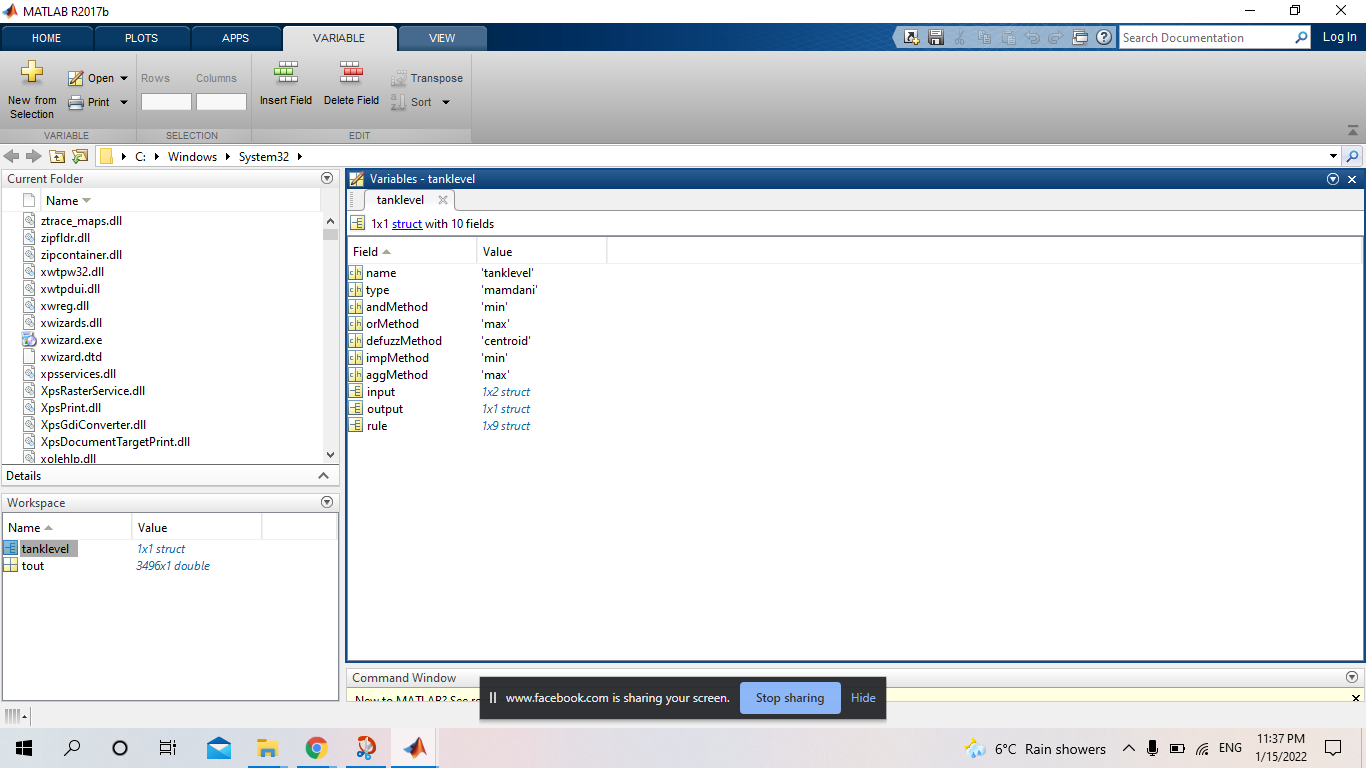 MATLAB R2017b
HOME PLOTS APPS VARIABLE VIEW
Search Documentation
Log In
New from
Selection
Open
Print
Rows Columns
Insert Field
Delete Field
Transpose
Sort
VARIABLE SELECTION EDIT
C: Windows System32
Current Folder
Name
ztrace_maps.dll
zipfldr.dll
zipcontainer.dll
xwtpw32.dll
xwtpdui.dll
xwreg.dll
xwizards.dll
xwizard.exe
xwizard.dtd
xpsservices.dll
XpsRasterService.dll
XpsPrint.dll
XpsGdiConverter.dll
XpsDocumentTargetPrint.dll
xolehlp.dll
Details
Workspace
Name Value
tanklevel 1x1 struct
tout 3496x1 double
Variables - tanklevel
tanklevel
1x1 struct with 10 fields
Field Value
name 'tanklevel'
type 'mamdani'
andMethod 'min'
orMethod 'max'
defuzzMethod 'centroid'
impMethod 'min'
aggMethod 'max'
input 1x2 struct
output 1x1 struct
rule 1x9 struct
Command Window
New to MATLAB? See
www.facebook.com is sharing your screen. Stop sharing Hide
6°C Rain showers
ENG
11:37 PM
1/15/2022